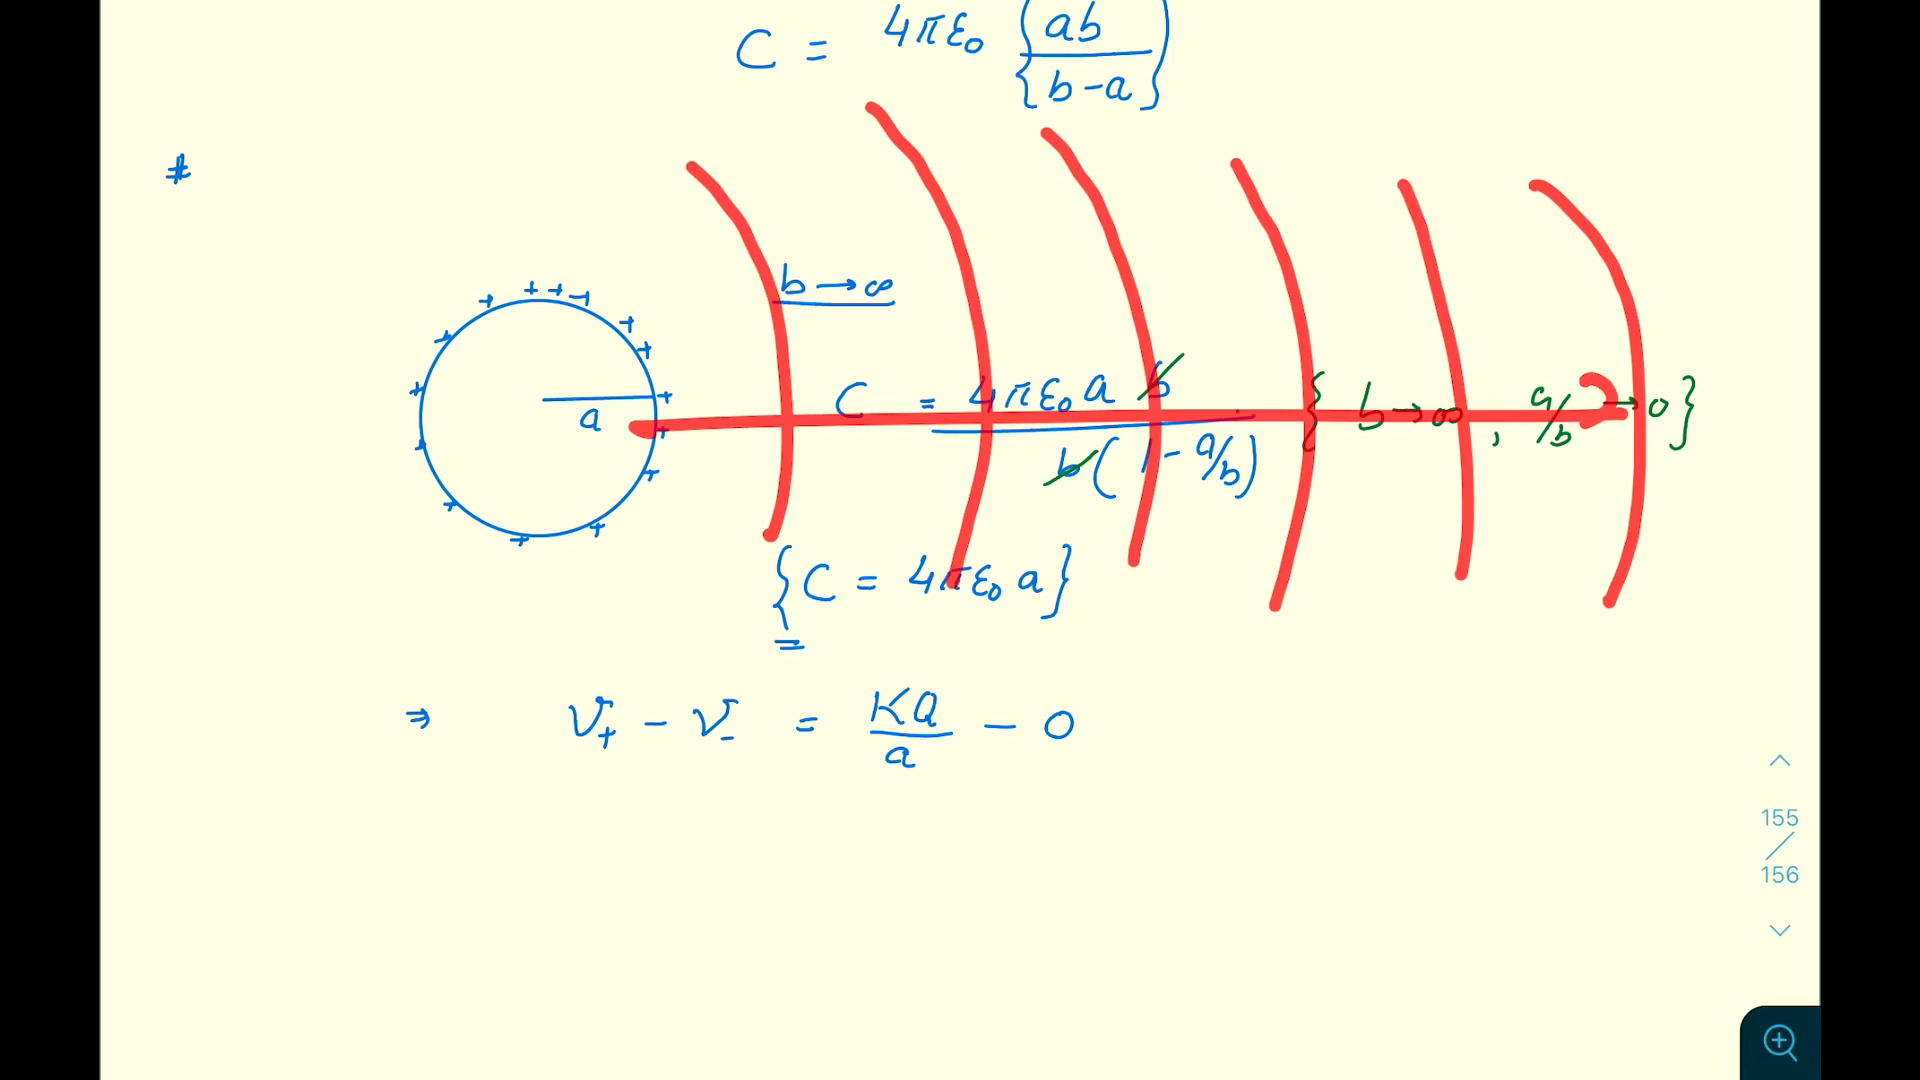 C = 4πε₀ {ab/{b-a}
#
b → ∞
+ + + + + + + + + + + + + + + +
a
C = 4πε₀ a b / b(1 - a/b) { b → ∞, a/b → 0}
{C = 4πε₀ a}
⇒ V₊ - V₋ = KQ/a - 0
155
/
156